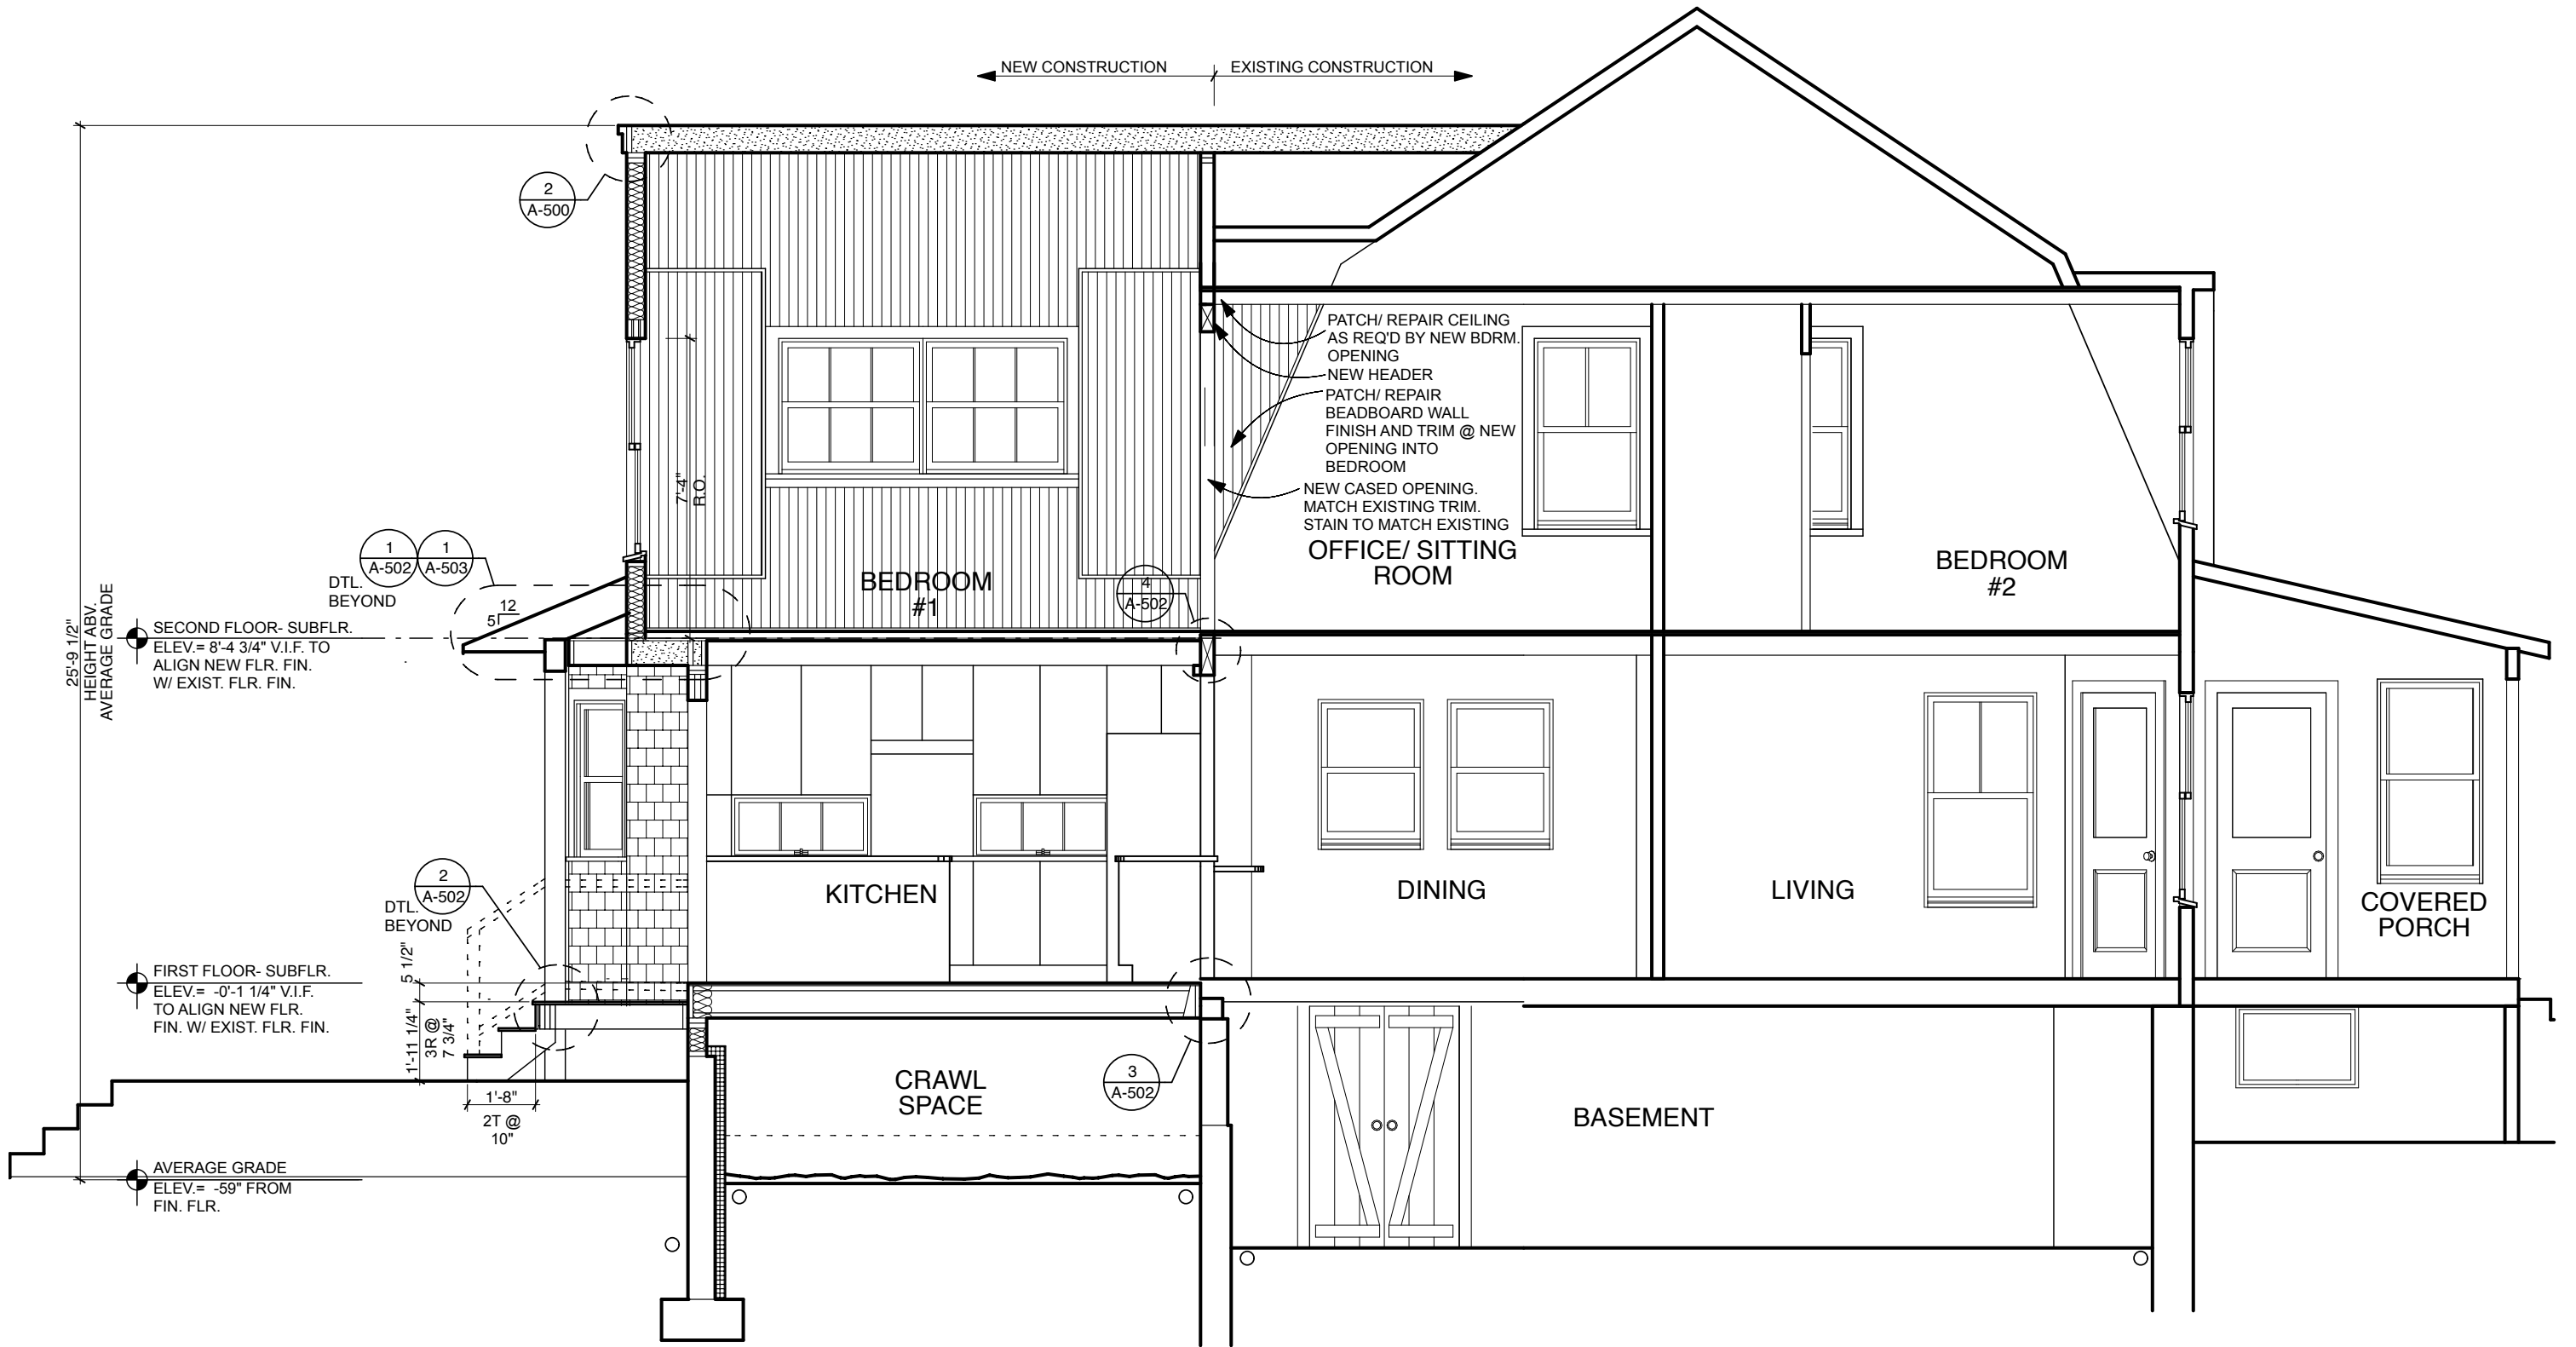 NEW CONSTRUCTION
EXISTING CONSTRUCTION
2
A-500
PATCH/ REPAIR CEILING
AS REQ'D BY NEW BDRM.
OPENING
NEW HEADER
PATCH/ REPAIR
BEADBOARD WALL
FINISH AND TRIM @ NEW
OPENING INTO
BEDROOM
NEW CASED OPENING.
MATCH EXISTING TRIM.
STAIN TO MATCH EXISTING
OFFICE/ SITTING
ROOM
BEDROOM
#2
7'-4"
R.O.
BEDROOM
#1
4
A-502
1
A-502
1
A-503
DTL.
BEYOND
12
5
25'-9 1/2"
HEIGHT ABV.
AVERAGE GRADE
SECOND FLOOR- SUBFLR.
ELEV.= 8'-4 3/4" V.I.F. TO
ALIGN NEW FLR. FIN.
W/ EXIST. FLR. FIN.
2
A-502
DTL.
BEYOND
KITCHEN
DINING
LIVING
COVERED
PORCH
5 1/2"
FIRST FLOOR- SUBFLR.
ELEV.= -0'-1 1/4" V.I.F.
TO ALIGN NEW FLR.
FIN. W/ EXIST. FLR. FIN.
1'-11 1/4"
3R @
7 3/4"
1'-8"
2T @
10"
CRAWL
SPACE
3
A-502
BASEMENT
AVERAGE GRADE
ELEV.= -59" FROM
FIN. FLR.